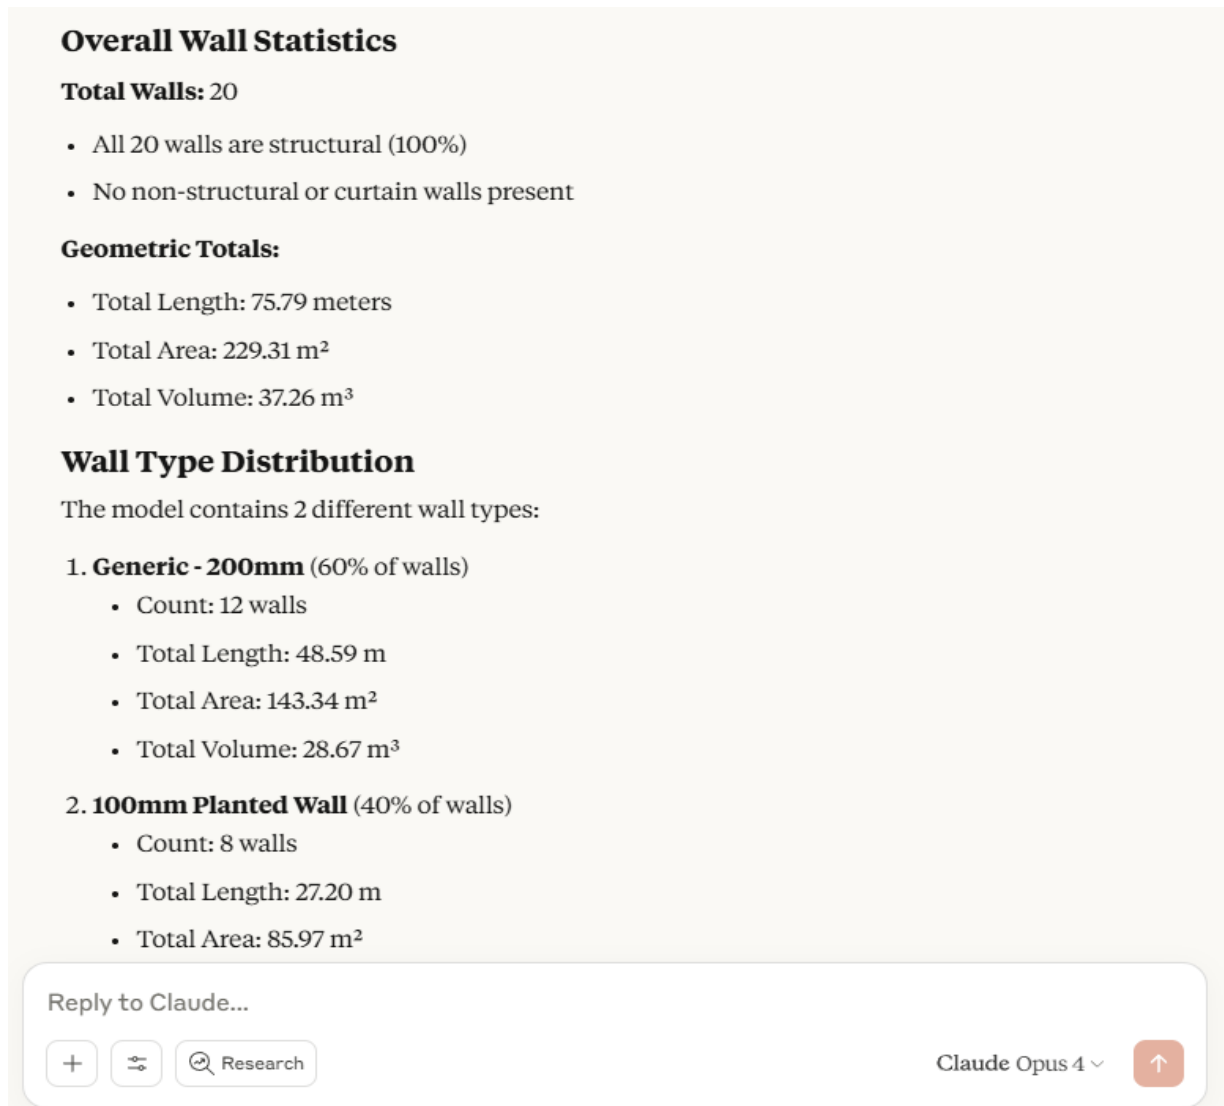 Overall Wall Statistics
Total Walls: 20
• All 20 walls are structural (100%)
• No non-structural or curtain walls present
Geometric Totals:
• Total Length: 75.79 meters
• Total Area: 229.31 m²
• Total Volume: 37.26 m³
Wall Type Distribution
The model contains 2 different wall types:
1. Generic - 200mm (60% of walls)
• Count: 12 walls
• Total Length: 48.59 m
• Total Area: 143.34 m²
• Total Volume: 28.67 m³
2. 100mm Planted Wall (40% of walls)
• Count: 8 walls
• Total Length: 27.20 m
• Total Area: 85.97 m²
Reply to Claude...
Research
Claude Opus 4